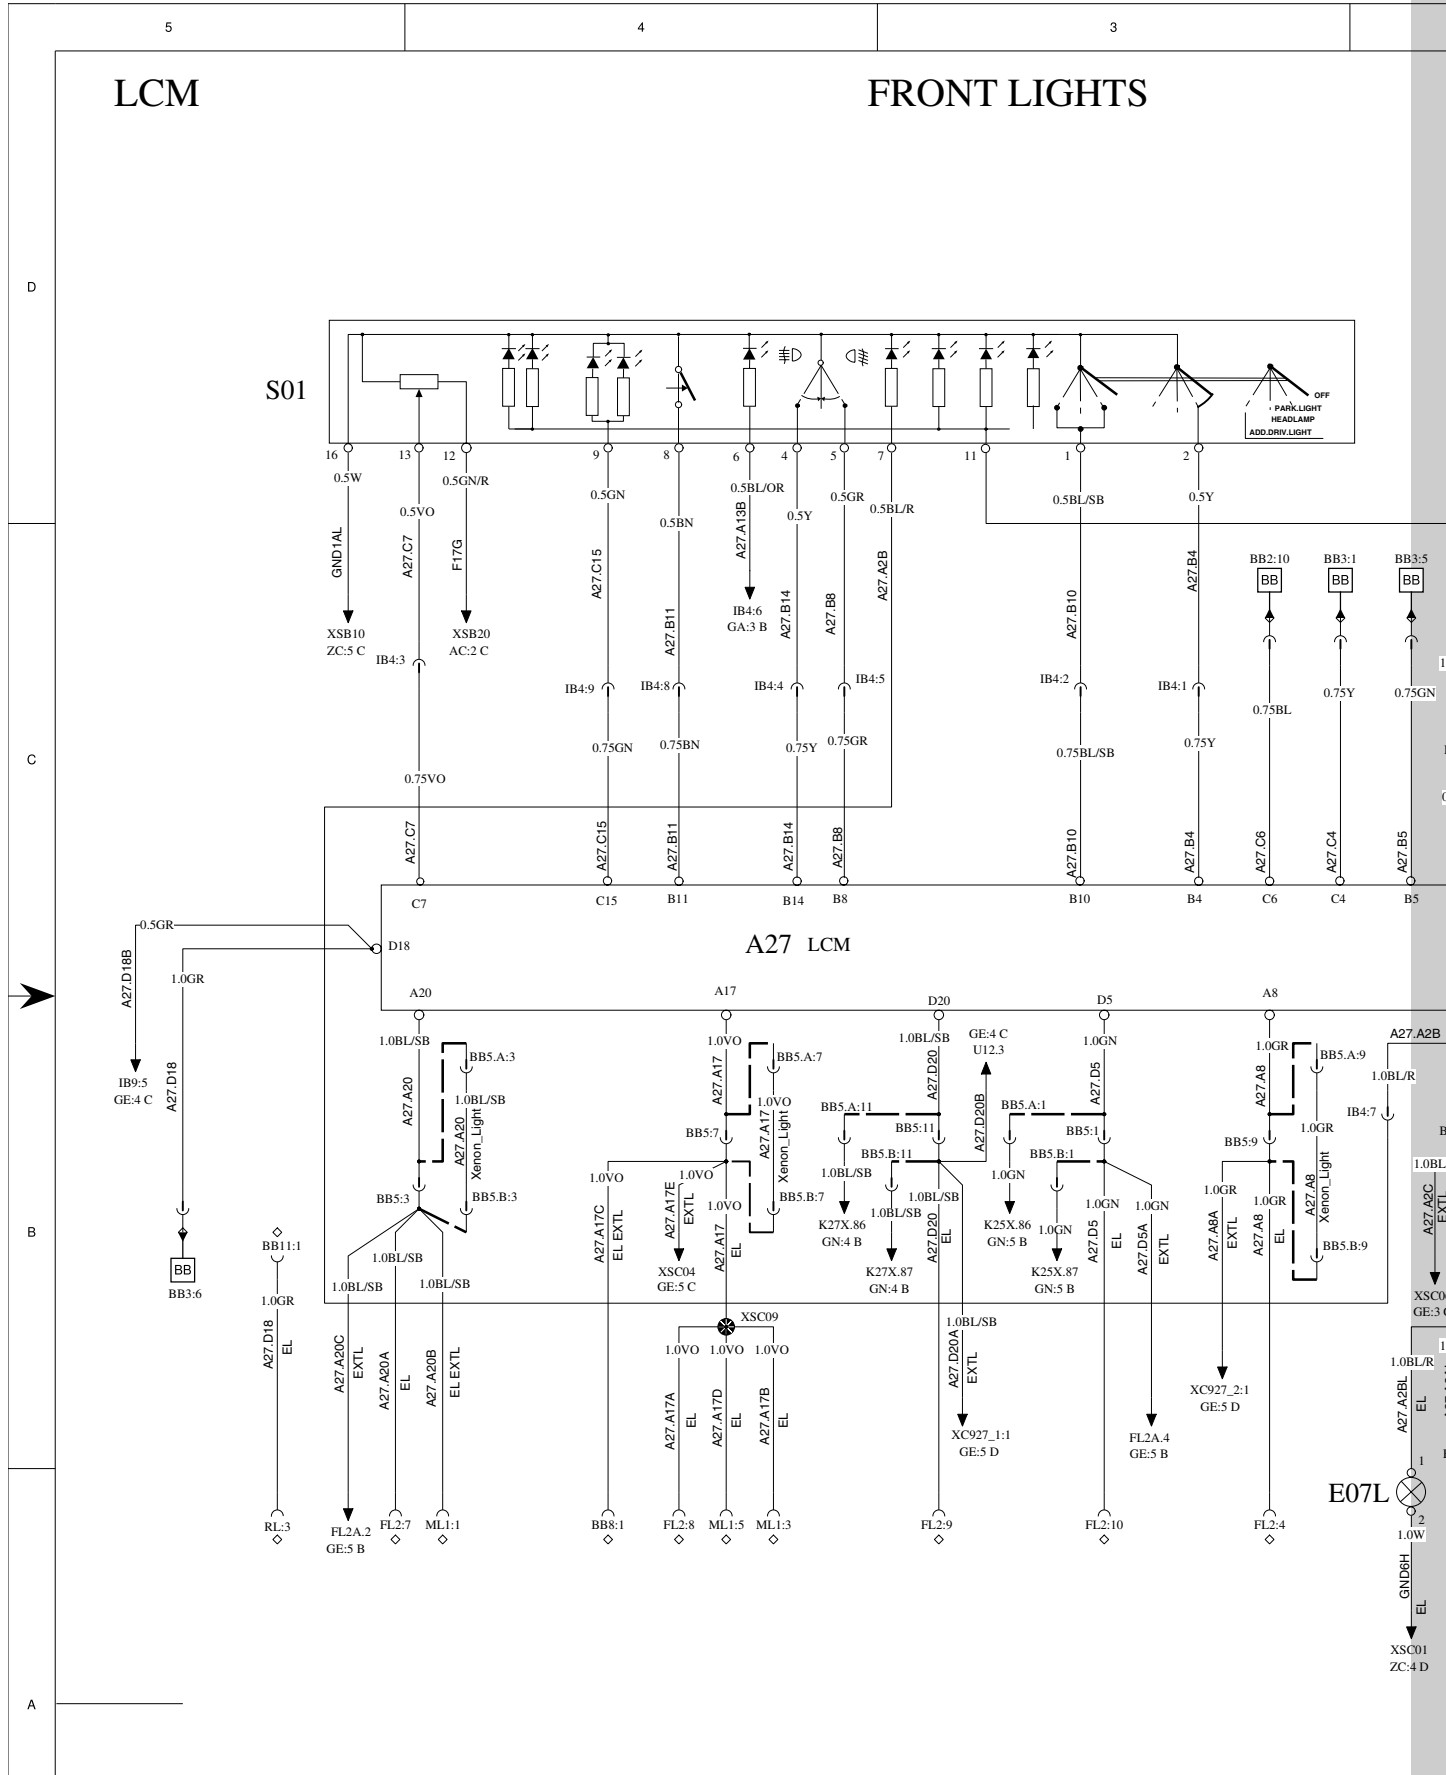 5 4 3
LCM FRONT LIGHTS
D
S01
OFF
PARK.LIGHT
HEADLAMP
ADD.DRIV.LIGHT
16 13 12 9 8 6 4 5 7 11 1 2
0.5W 0.5GN/R
0.5GN 0.5BL/OR 0.5GR 0.5BL/SB 0.5Y
0.5VO 0.5BN 0.5Y 0.5BL/R
GND1AL A27.C7 F17G A27.C15 A27.B11 A27.A13B A27.B14 A27.B8 A27.A2B A27.B10 A27.B4
BB2:10 BB3:1 BB3:5
BB BB BB
XSB10
ZC:5 C
XSB20
AC:2 C
IB4:6
GA:3 B
IB4:3
IB4:9 IB4:8 IB4:4 IB4:5 IB4:2 IB4:1
0.75BL 0.75Y 0.75GN
C
0.75GN 0.75BN 0.75Y 0.75GR 0.75BL/SB 0.75Y
0.75VO
A27.C7 A27.C15 A27.B11 A27.B14 A27.B8 A27.B10 A27.B4 A27.C6 A27.C4 A27.B5
C7 C15 B11 B14 B8 B10 B4 C6 C4 B5
0.5GR
A27.D18B
D18
A27 LCM
1.0GR
A27.D18
A20 A17 D20 D5 A8
IB9:5
GE:4 C
1.0BL/SB
A27.A20
BB5.A:3
1.0BL/SB
A27.A20
Xenon_Light
BB5:3
BB5.B:3
1.0VO
A27.A17
BB5.A:7
1.0VO
A27.A17
Xenon_Light
BB5:7
BB5.B:7
1.0BL/SB
A27.D20
GE:4 C
U12.3
A27.D20B
BB5.A:11
BB5:11
BB5.B:11
1.0BL/SB
1.0BL/SB
1.0BL/SB
1.0GN
A27.D5
BB5.A:1
BB5:1
BB5.B:1
1.0GN
1.0GN
1.0GN
1.0GN
1.0GR
A27.A8
BB5.A:9
1.0GR
A27.A8
Xenon_Light
BB5:9
BB5.B:9
A27.A2B
1.0BL/R
IB4:7
1.0BL
A27.A2C
EXTL
B
BB11:1
BB
BB3:6
1.0GR
A27.D18
EL
1.0BL/SB
1.0BL/SB
1.0BL/SB
A27.A20C
EXTL
A27.A20A
EL
A27.A20B
EL EXTL
1.0VO
A27.A17C
EL EXTL
1.0VO
A27.A17E
EXTL
1.0VO
A27.A17
EL
XSC04
GE:5 C
XSC09
1.0VO 1.0VO 1.0VO
A27.A17A
EL
A27.A17D
EL
A27.A17B
EL
K27X.86
GN:4 B
K27X.87
GN:4 B
A27.D20
EL
1.0BL/SB
A27.D20A
EXTL
XC927_1:1
GE:5 D
K25X.86
GN:5 B
K25X.87
GN:5 B
A27.D5
EL
A27.D5A
EXTL
FL2A.4
GE:5 B
1.0GR
A27.A8A
EXTL
1.0GR
A27.A8
EL
XC927_2:1
GE:5 D
1.0BL/R
A27.A2BL
EL
1
E07L
2
1.0W
GND6H
EL
XSC01
ZC:4 D
RL:3
FL2A.2
GE:5 B
FL2:7 ML1:1 BB8:1 FL2:8 ML1:5 ML1:3 FL2:9 FL2:10 FL2:4
A